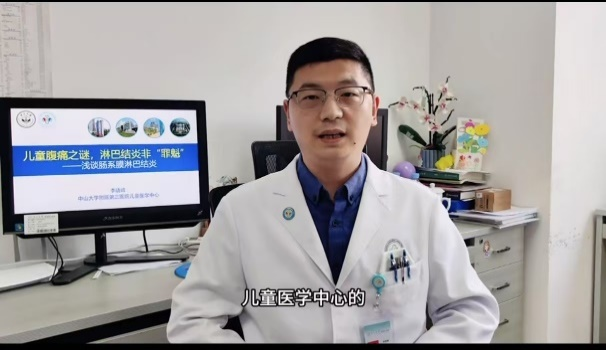 儿童腹痛之谜，淋巴结炎非“罪魁”
——浅谈肠系膜淋巴结炎
中山大学附属第三医院儿童医学中心
儿童医学中心的